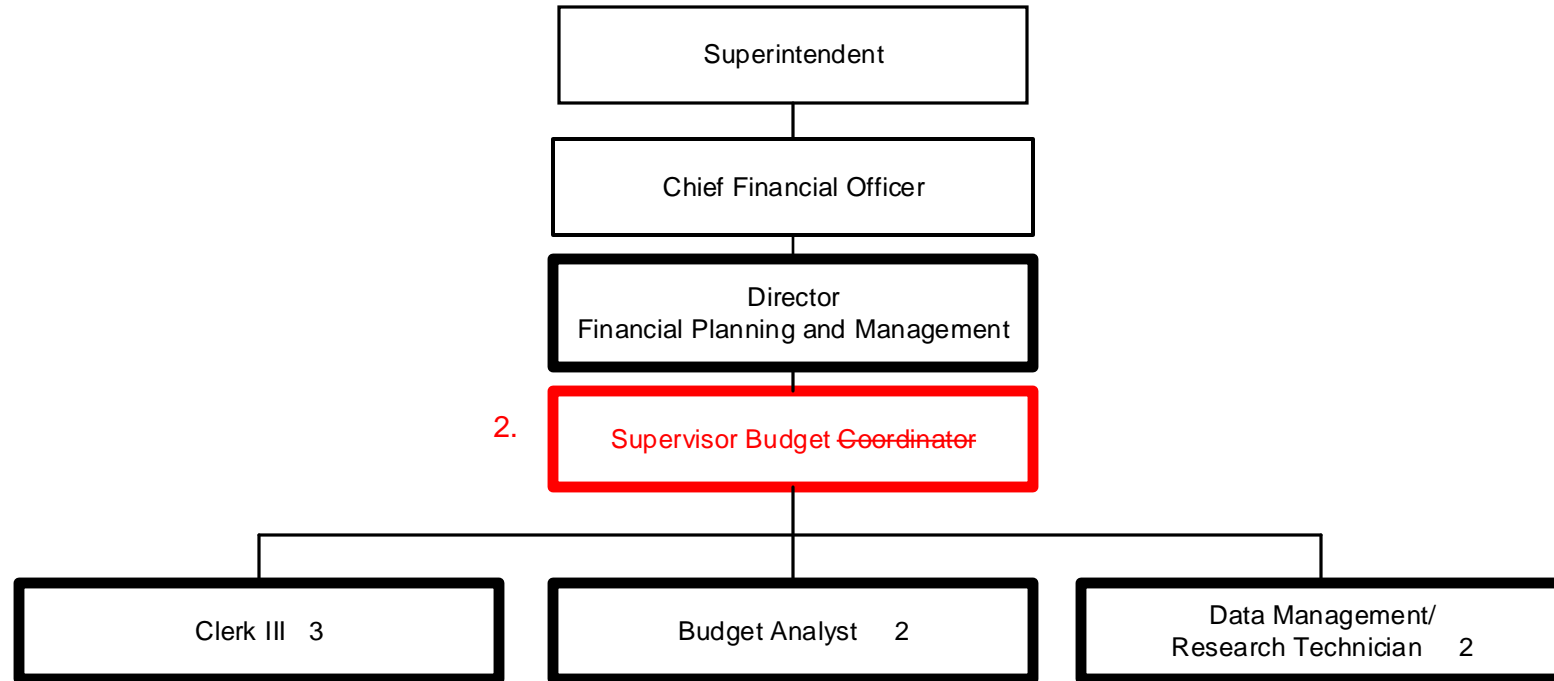 Superintendent
Chief Financial Officer
Director
Financial Planning and Management
2. Supervisor Budget Coordinator
Clerk III 3
Budget Analyst 2
Data Management/
Research Technician 2